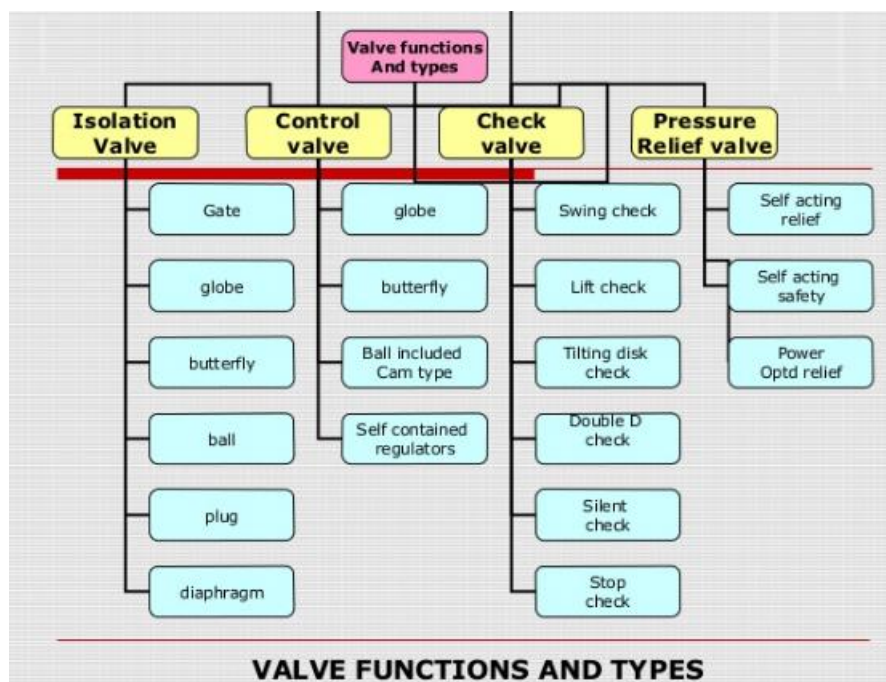 Valve functions
And types
Isolation
Valve
Control
valve
Check
valve
Pressure
Relief valve
Gate
globe
butterfly
ball
plug
diaphragm
globe
butterfly
Ball included
Cam type
Self contained
regulators
Swing check
Lift check
Tilting disk
check
Double D
check
Silent
check
Stop
check
Self acting
relief
Self acting
safety
Power
Optd relief
VALVE FUNCTIONS AND TYPES